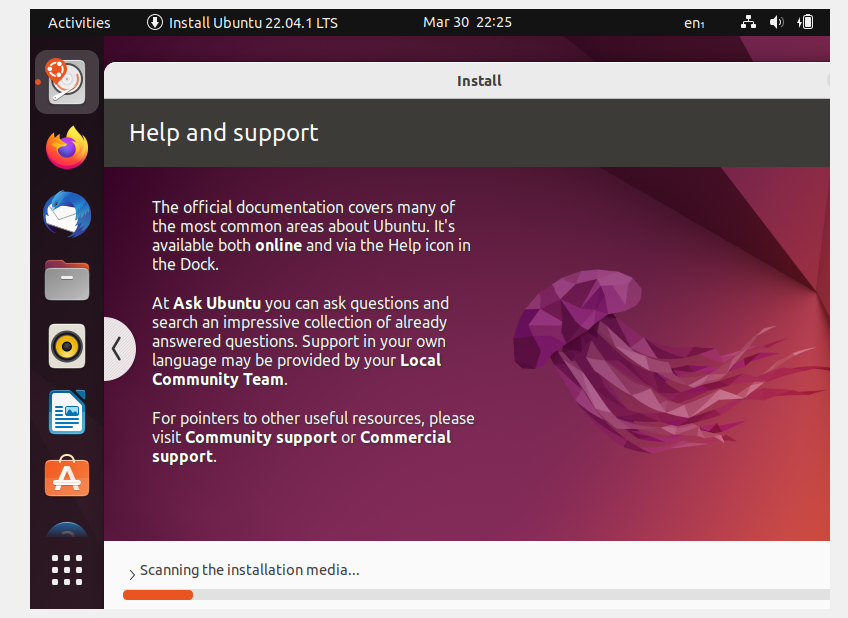 Activities
Install Ubuntu 22.04.1 LTS
Mar 30 22:25
en₁
Install
Help and support
The official documentation covers many of
the most common areas about Ubuntu. It's
available both online and via the Help icon in
the Dock.
At Ask Ubuntu you can ask questions and
search an impressive collection of already
answered questions. Support in your own
language may be provided by your Local
Community Team.
For pointers to other useful resources, please
visit Community support or Commercial
support.
Scanning the installation media...